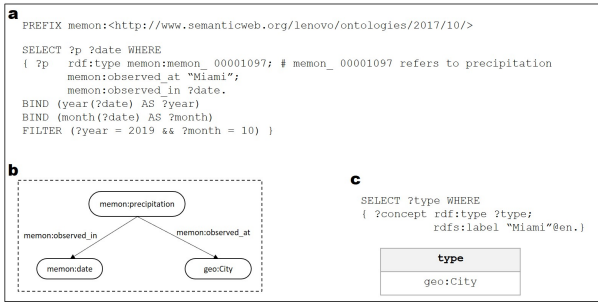 a
PREFIX memon:<http://www.semanticweb.org/lenovo/ontologies/2017/10/>
SELECT ?p ?date WHERE
{ ?p rdf:type memon:memon_ 00001097; # memon_ 00001097 refers to precipitation
memon:observed_at “Miami”;
memon:observed_in ?date.
BIND (year(?date) AS ?year)
BIND (month(?date) AS ?month)
FILTER (?year = 2019 && ?month = 10) }
b
memon:precipitation
memon:observed_in
memon:observed_at
memon:date
geo:City
c
SELECT ?type WHERE
{ ?concept rdf:type ?type;
rdfs:label “Miami”@en.}
type
geo:City